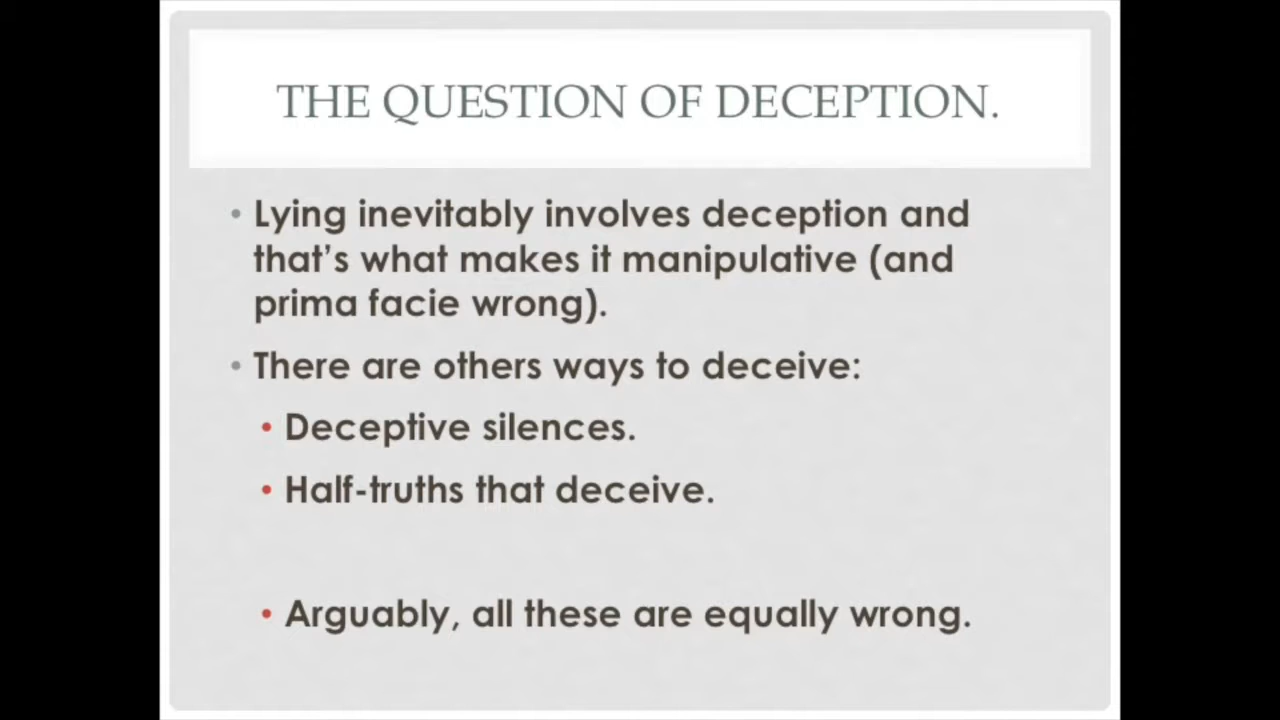 THE QUESTION OF DECEPTION.
• Lying inevitably involves deception and
that's what makes it manipulative (and
prima facie wrong).
• There are others ways to deceive:
• Deceptive silences.
• Half-truths that deceive.
• Arguably, all these are equally wrong.